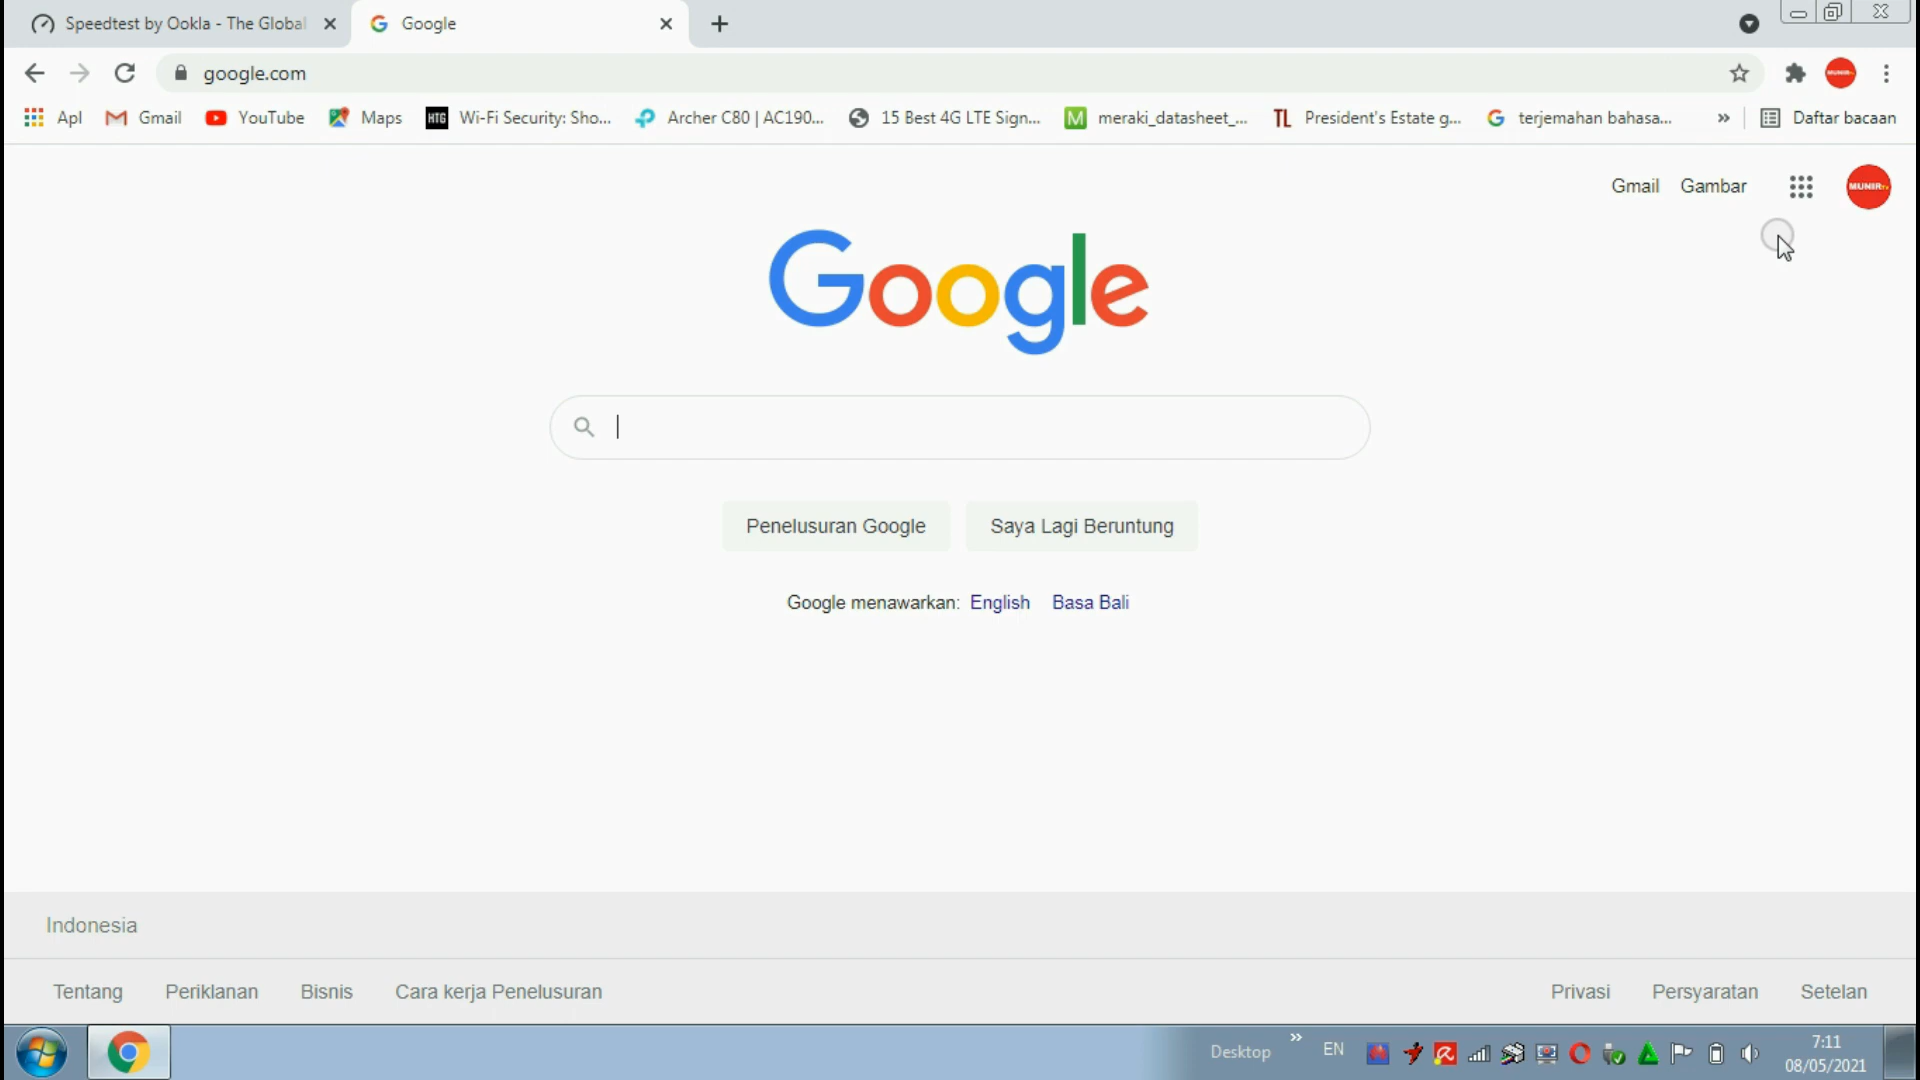 Speedtest by Ookla - The Global
Google
google.com
Apl Gmail YouTube Maps HTG Wi-Fi Security: Sho... Archer C80 | AC190... 15 Best 4G LTE Sign... M meraki_datasheet_... TL President's Estate g... terjemahan bahasa... » Daftar bacaan
Gmail Gambar MUNIR
Google
Penelusuran Google Saya Lagi Beruntung
Google menawarkan: English Basa Bali
Indonesia
Tentang Periklanan Bisnis Cara kerja Penelusuran Privasi Persyaratan Setelan
Desktop » EN 7:11
08/05/2021